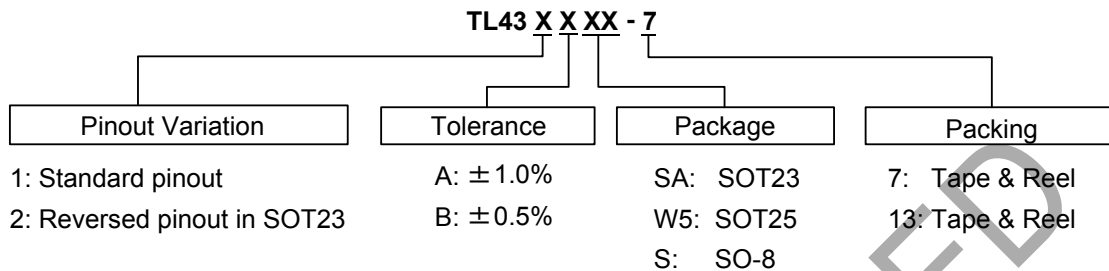 TL43 X X XX - 7
Pinout Variation Tolerance Package Packing
1: Standard pinout A: ±1.0% SA: SOT23 7: Tape & Reel
2: Reversed pinout in SOT23 B: ±0.5% W5: SOT25 13: Tape & Reel
S: SO-8